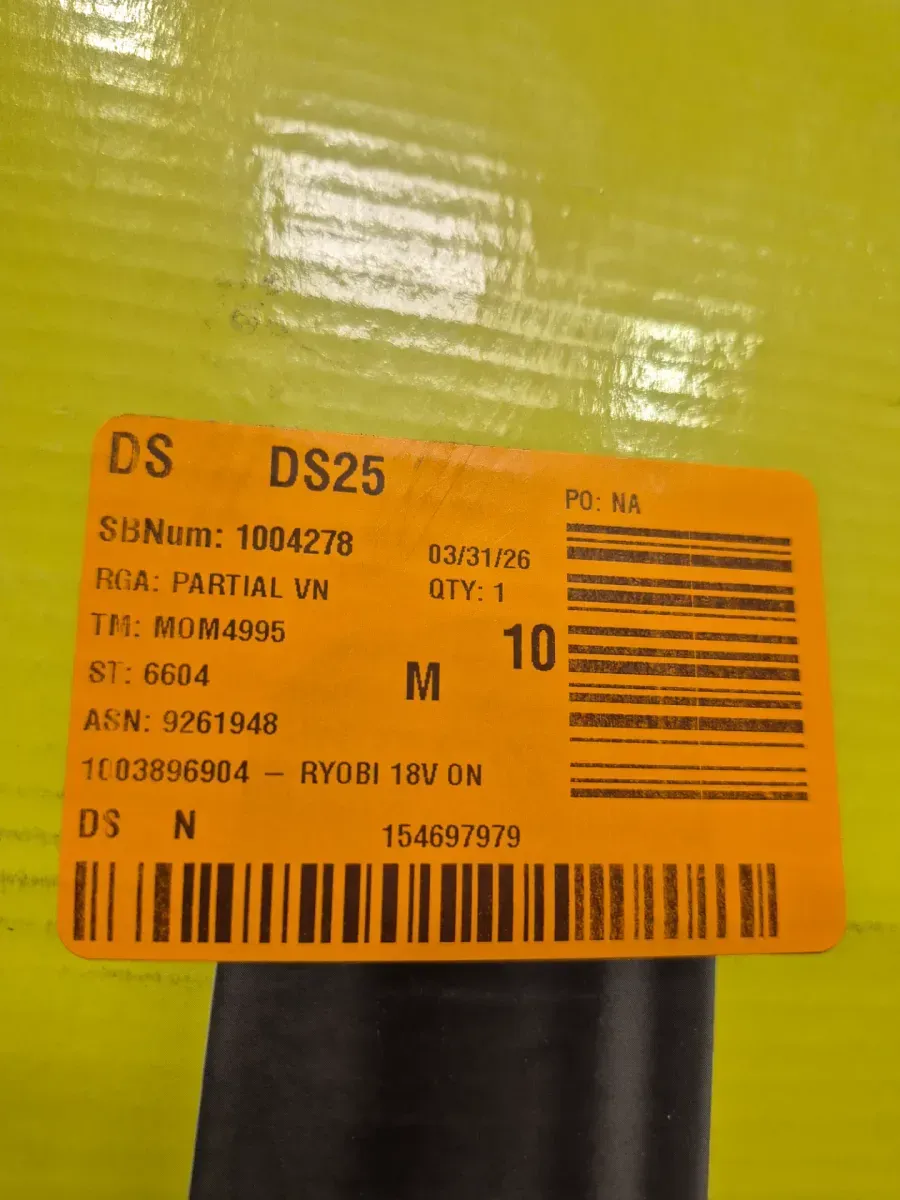 DS DS25
PO: NA
SBNum: 1004278
03/31/26
RGA: PARTIAL VN
QTY: 1
TM: MOM4995
10
ST: 6604
M
ASN: 9261948
1003896904 – RYOBI 18V ON
DS N
154697979